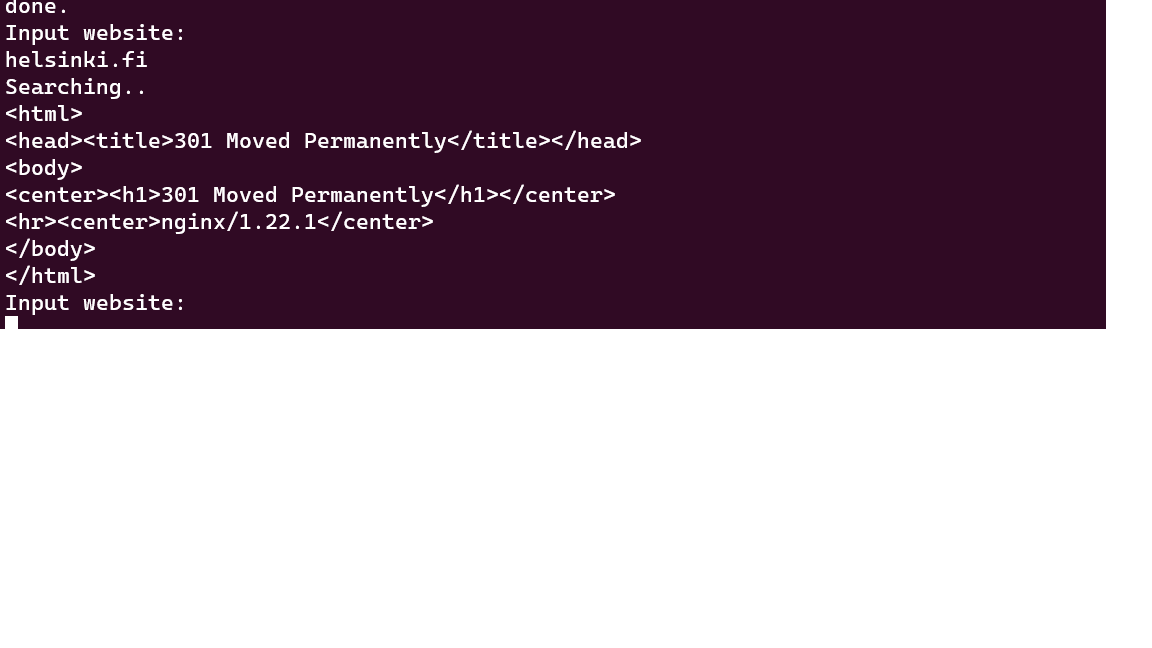 done.
Input website:
helsinki.fi
Searching..
<html>
<head><title>301 Moved Permanently</title></head>
<body>
<center><h1>301 Moved Permanently</h1></center>
<hr><center>nginx/1.22.1</center>
</body>
</html>
Input website: